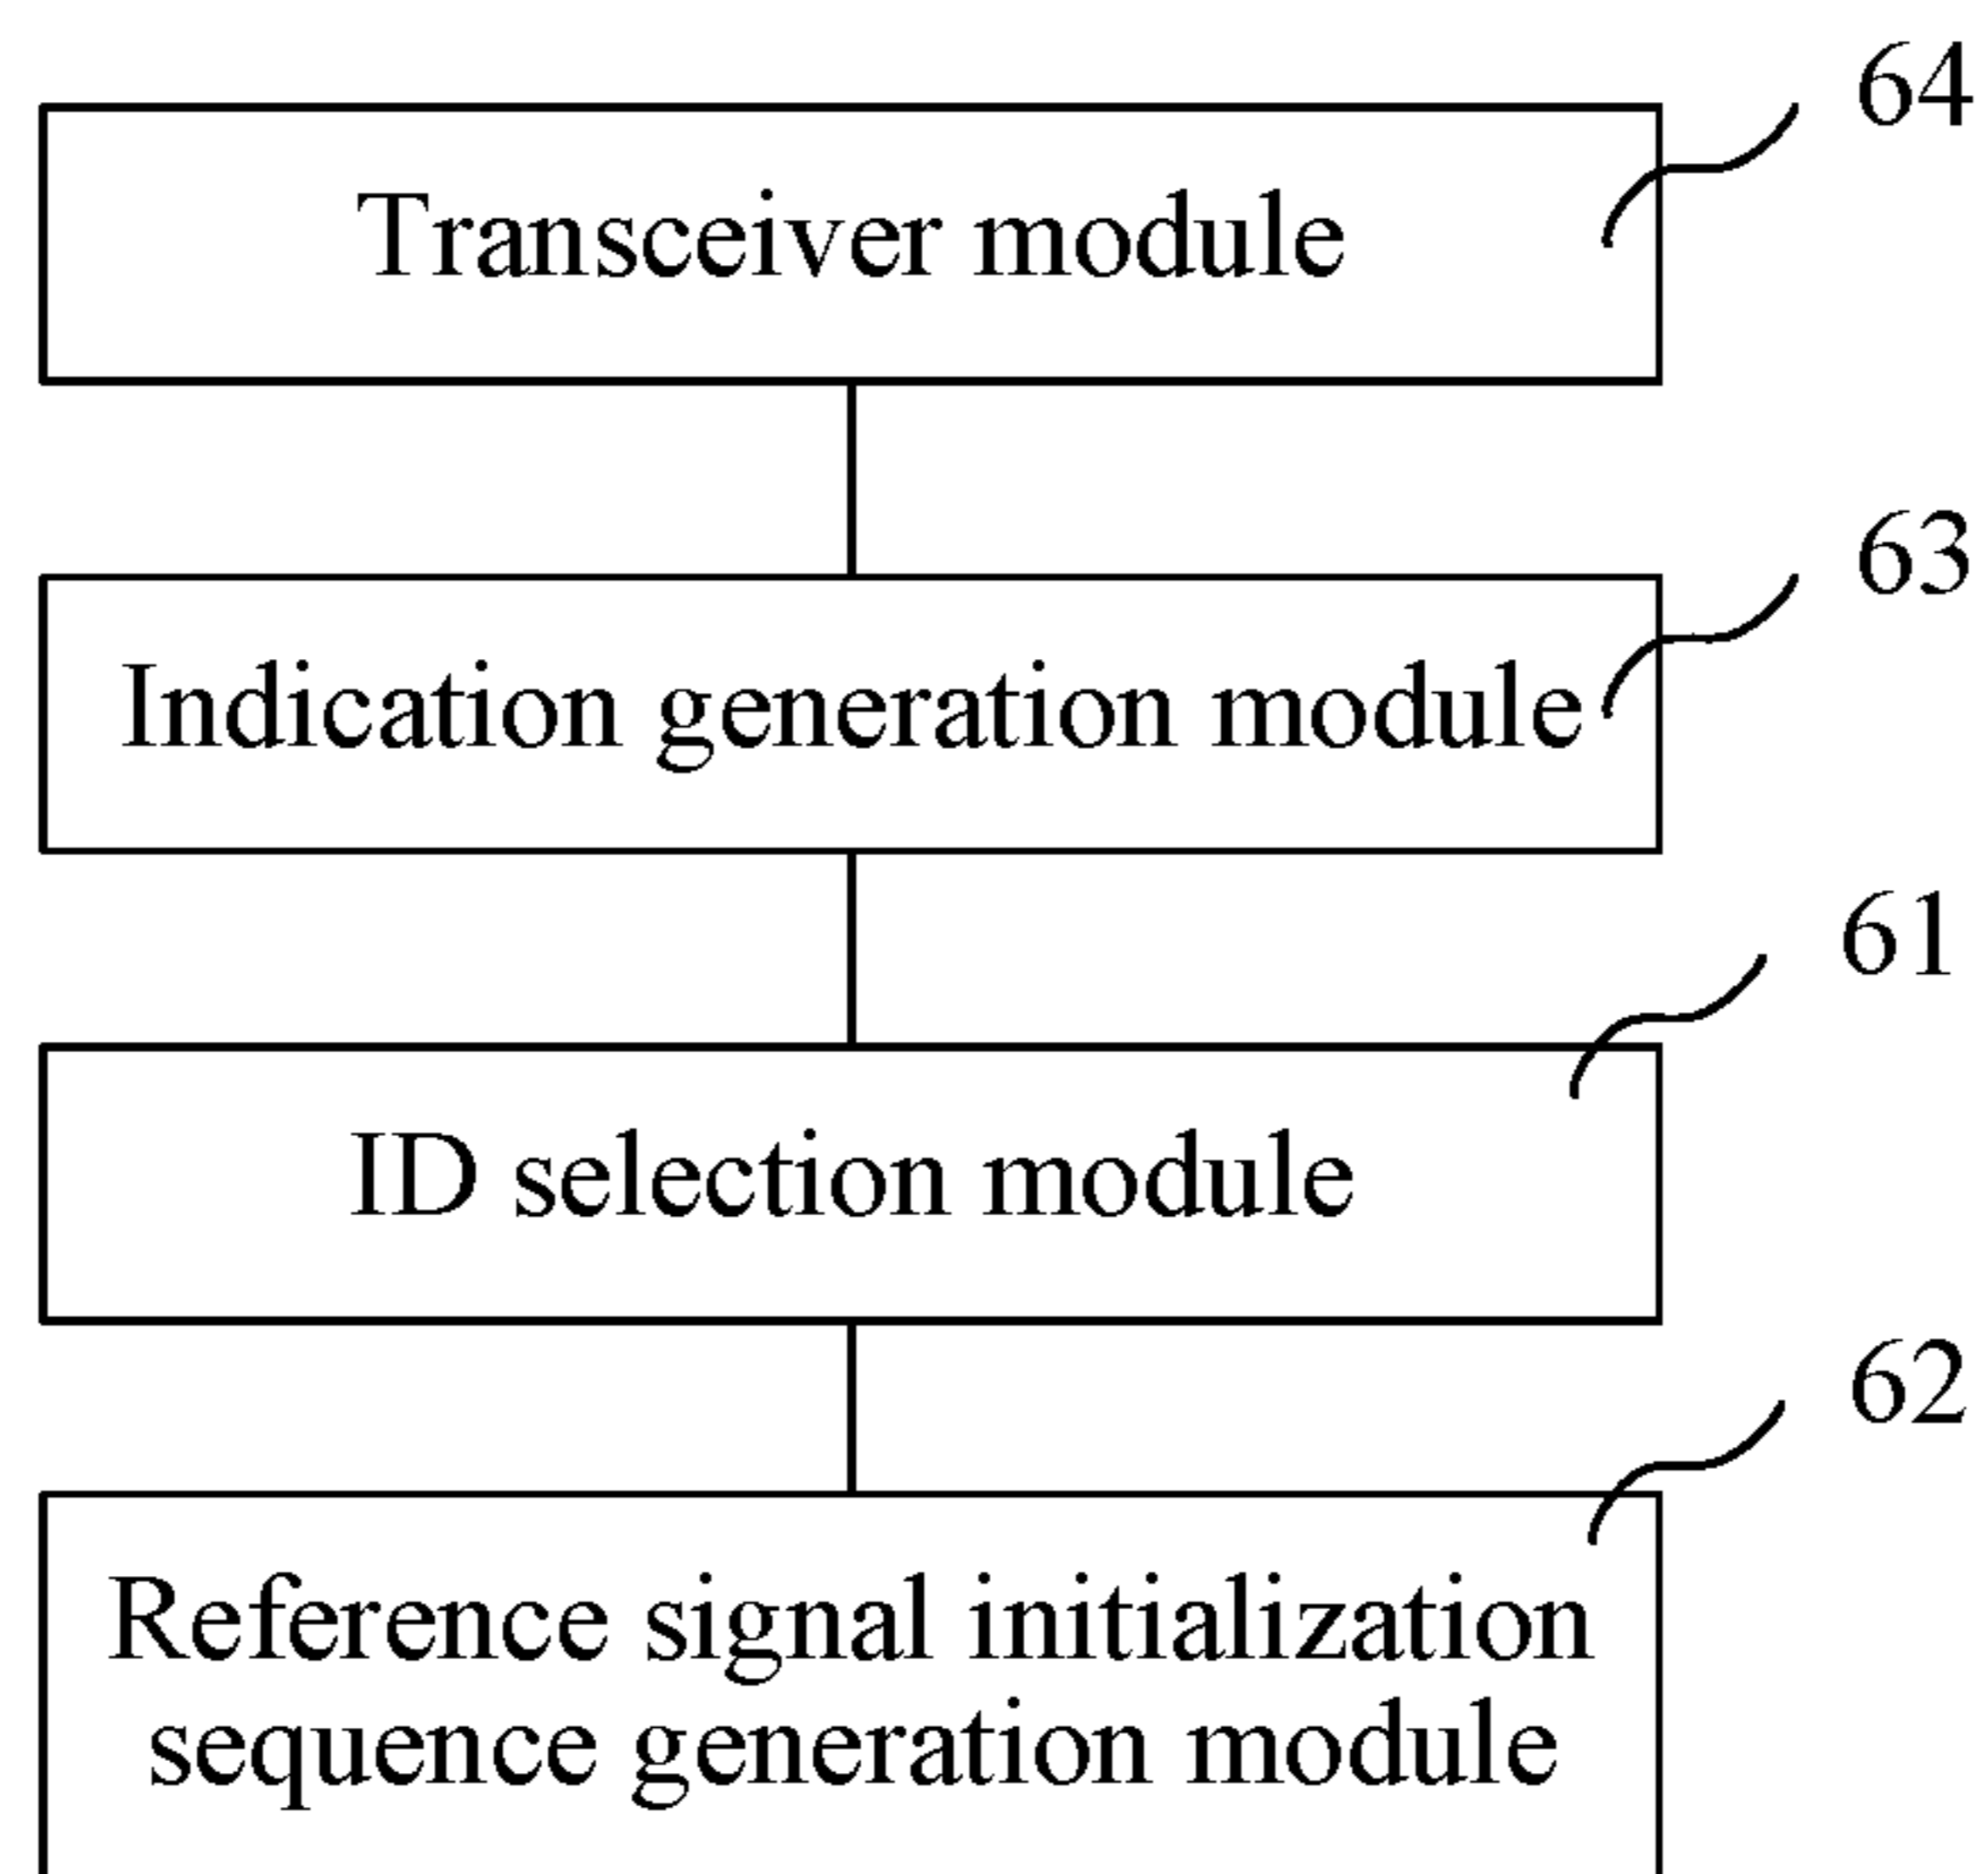 64
Transceiver module
63
Indication generation module
61
ID selection module
62
Reference signal initialization
sequence generation module